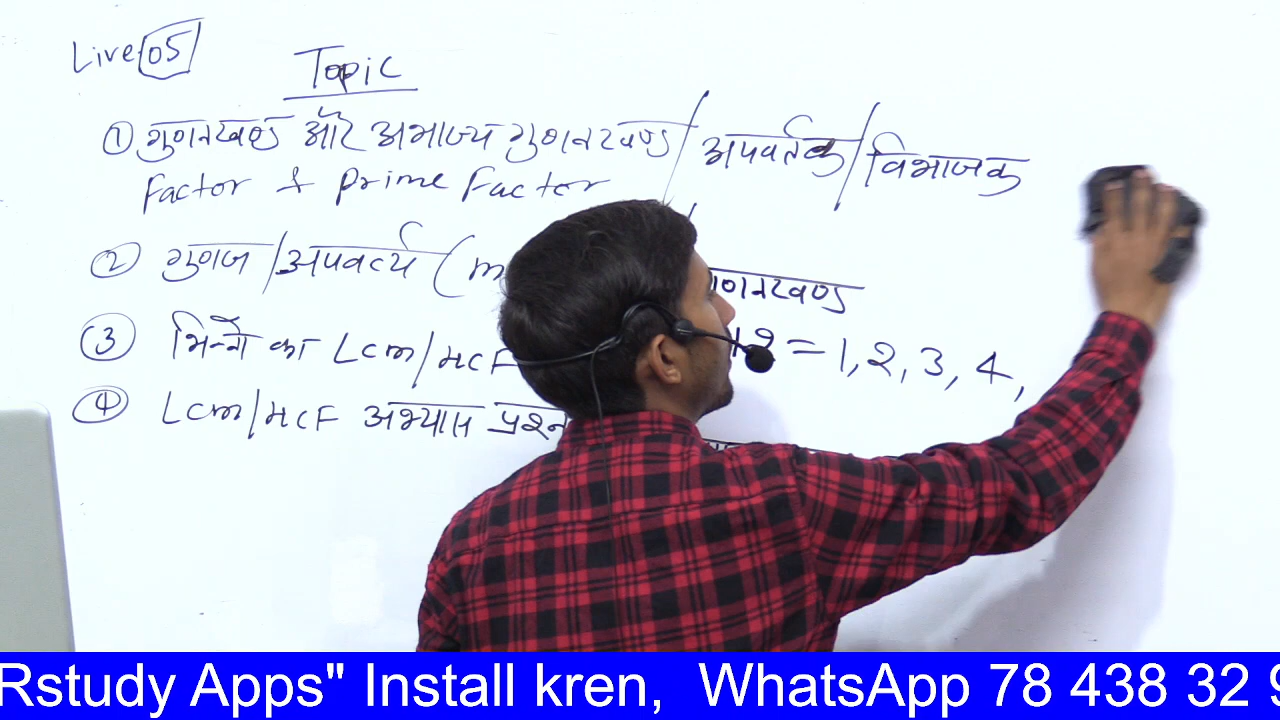 Live 05
Topic
① गुणनखण्ड और अभाज्य गुणनखण्ड / अपवर्तक / विभाजक
Factor & Prime Factor
② गुणज / अपवर्त्य (
गुणनखण्ड
③ भिन्नों का Lcm/HCF
12 = 1, 2, 3, 4,
④ Lcm/HCF अभ्यास प्रश्न
Rstudy Apps" Install kren, WhatsApp 78 438 32 9